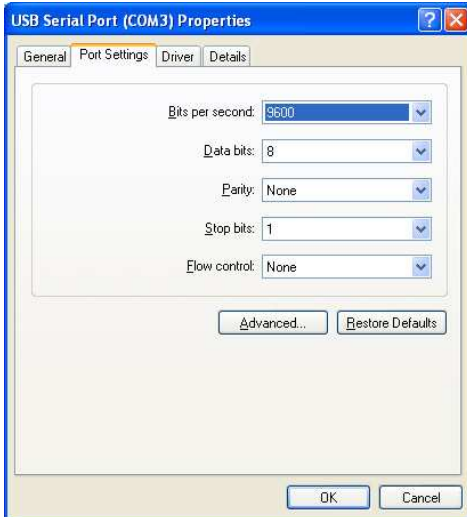 USB Serial Port (COM3) Properties
General Port Settings Driver Details
Bits per second: 9600
Data bits: 8
Parity: None
Stop bits: 1
Flow control: None
Advanced... Restore Defaults
OK Cancel